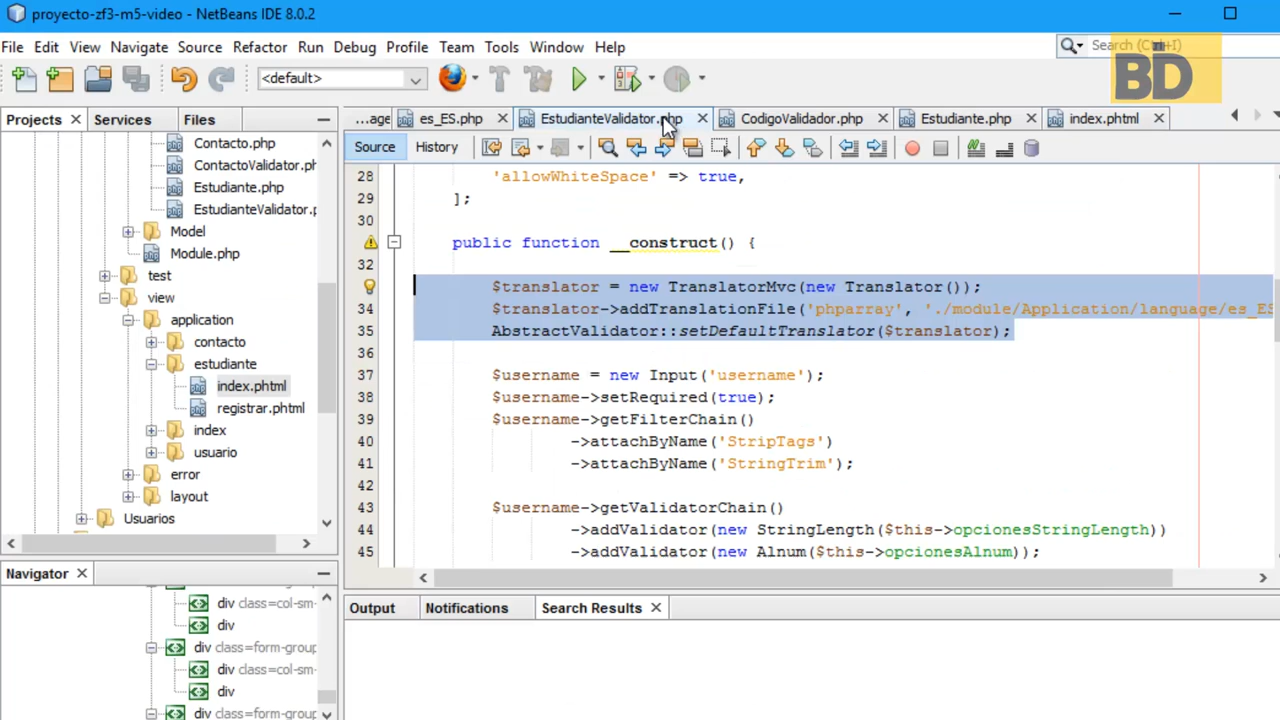 proyecto-zf3-m5-video - NetBeans IDE 8.0.2
File Edit View Navigate Source Refactor Run Debug Profile Team Tools Window Help
Search (Ctrl+I)
BD
<default>
Projects Services Files
...age es_ES.php EstudianteValidator.php CodigoValidador.php Estudiante.php index.phtml
Source History
Contacto.php
ContactoValidator.ph
Estudiante.php
EstudianteValidator.p
Model
Module.php
test
view
application
contacto
estudiante
index.phtml
registrar.phtml
index
usuario
error
layout
Usuarios
28 'allowWhiteSpace' => true,
29 ];
30
public function __construct() {
32
$translator = new TranslatorMvc(new Translator());
34 $translator->addTranslationFile('phparray', './module/Application/language/es_ES
35 AbstractValidator::setDefaultTranslator($translator);
36
37 $username = new Input('username');
38 $username->setRequired(true);
39 $username->getFilterChain()
40 ->attachByName('StripTags')
41 ->attachByName('StringTrim');
42
43 $username->getValidatorChain()
44 ->addValidator(new StringLength($this->opcionesStringLength))
45 ->addValidator(new Alnum($this->opcionesAlnum));
Navigator
div class=col-sm-
div
div class=form-group
div class=col-sm-
div
div class=form-group
Output Notifications Search Results